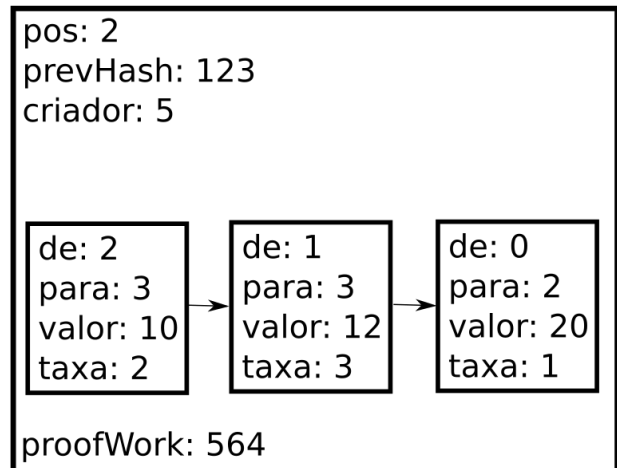 pos: 2
prevHash: 123
criador: 5
de: 2
para: 3
valor: 10
taxa: 2
de: 1
para: 3
valor: 12
taxa: 3
de: 0
para: 2
valor: 20
taxa: 1
proofWork: 564